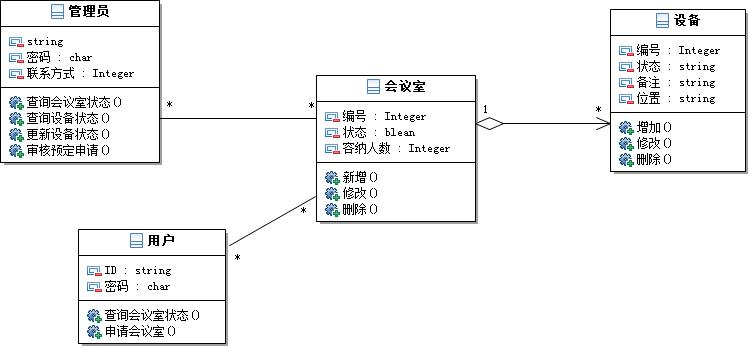 管理员
string
密码 : char
联系方式 : Integer
查询会议室状态()
查询设备状态()
更新设备状态()
审核预定申请()
*
*
会议室
编号 : Integer
状态 : blean
容纳人数 : Integer
新增()
修改()
删除()
1
*
设备
编号 : Integer
状态 : string
备注 : string
位置 : string
增加()
修改()
删除()
*
*
用户
ID : string
密码 : char
查询会议室状态()
申请会议室()